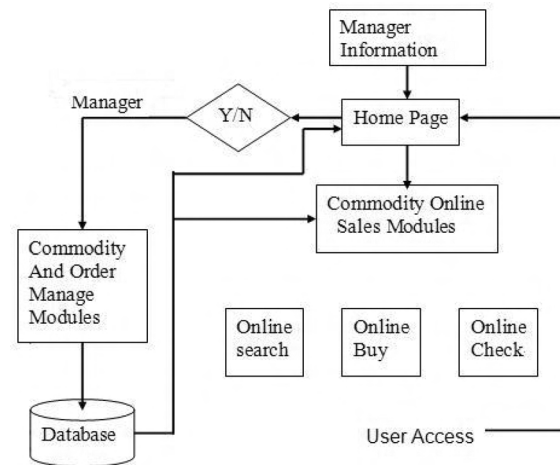 Manager
Information
Manager
Y/N
Home Page
Commodity Online
Sales Modules
Commodity
And Order
Manage
Modules
Online
search
Online
Buy
Online
Check
Database
User Access